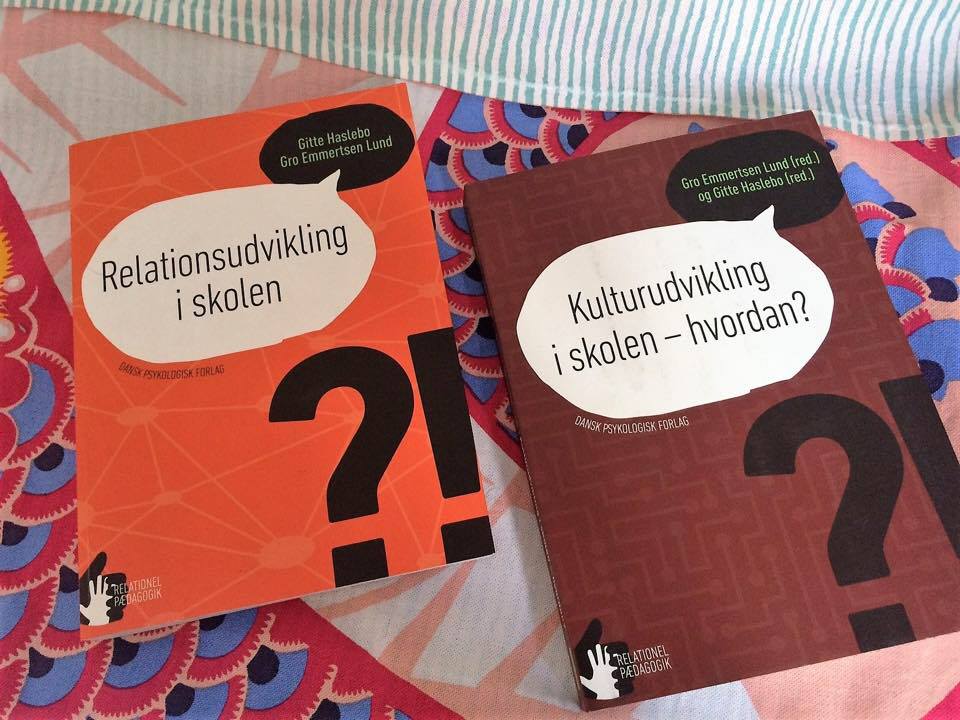 Gitte Haslebo
Gro Emmertsen Lund
Relationsudvikling
i skolen
DANSK PSYKOLOGISK FORLAG
?!
RELATIONEL
PÆDAGOGIK
Gro Emmertsen Lund (red.)
og Gitte Haslebo (red.)
Kulturudvikling
i skolen – hvordan?
DANSK PSYKOLOGISK FORLAG
?!
RELATIONEL
PÆDAGOGIK